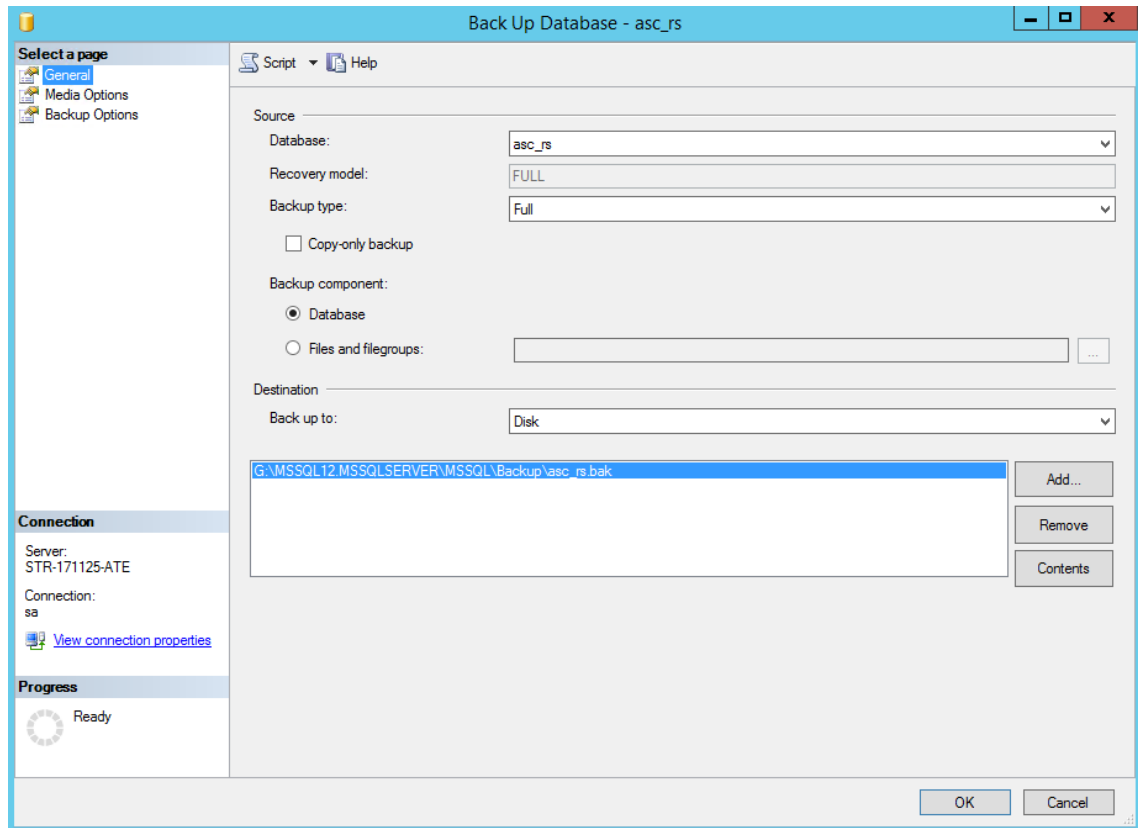 Back Up Database - asc_rs
Select a page
General
Media Options
Backup Options
Script
Help
Source
Database:
asc_rs
Recovery model:
FULL
Backup type:
Full
Copy-only backup
Backup component:
Database
Files and filegroups:
...
Destination
Back up to:
Disk
G:\MSSQL12.MSSQLSERVER\MSSQL\Backup\asc_rs.bak
Add...
Remove
Contents
Connection
Server:
STR-171125-ATE
Connection:
sa
View connection properties
Progress
Ready
OK
Cancel